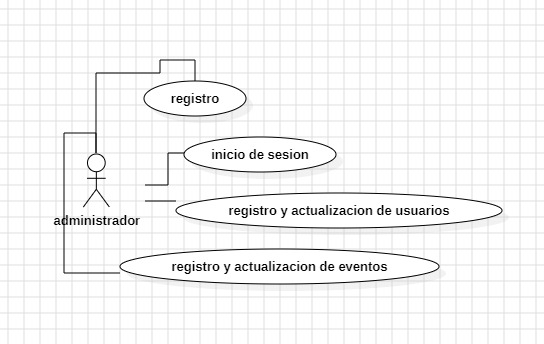 registro
inicio de sesion
registro y actualizacion de usuarios
administrador
registro y actualizacion de eventos